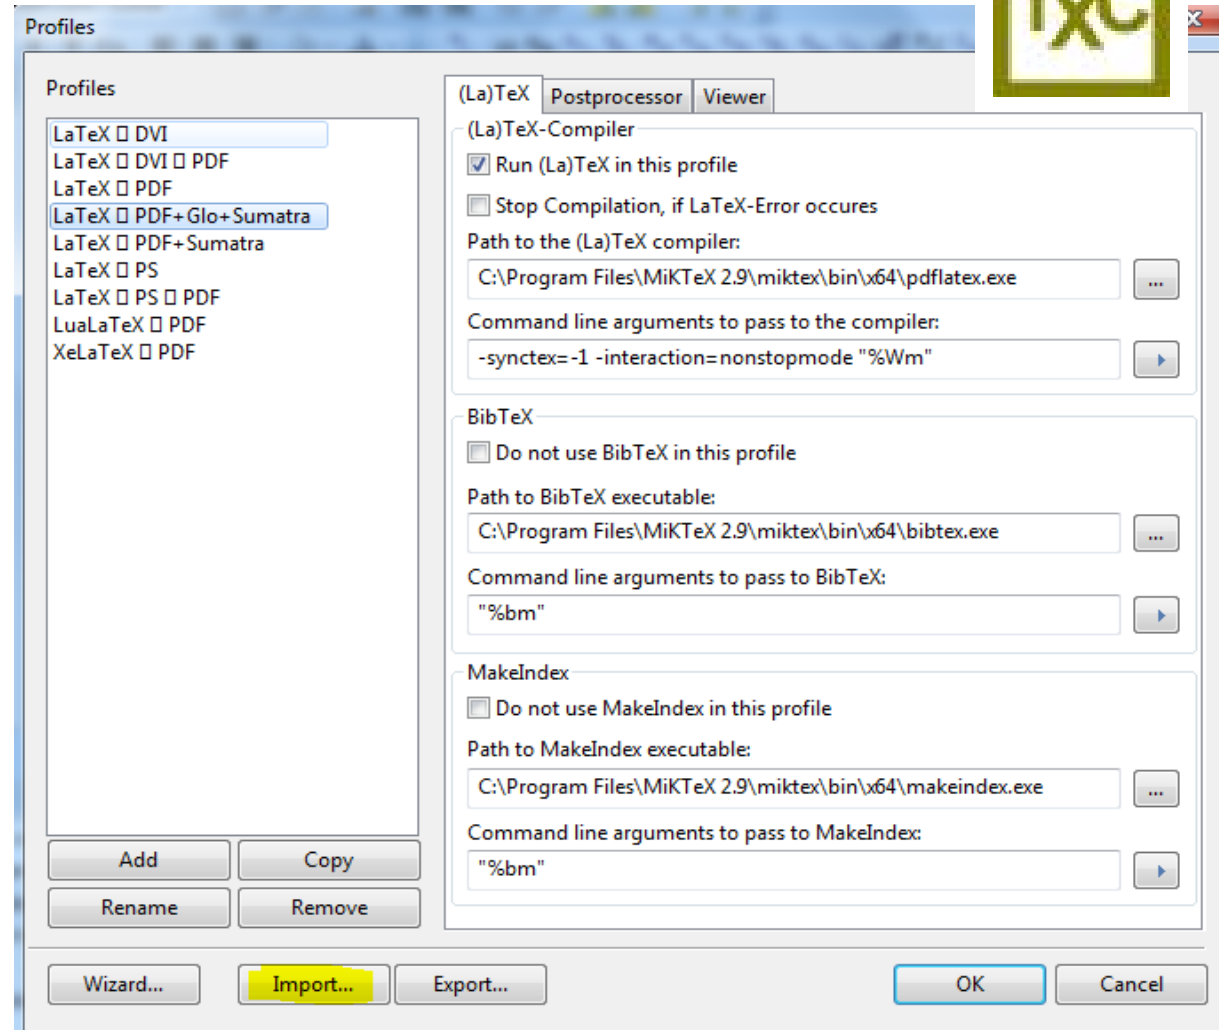 Profiles
TXC
x
Profiles
LaTeX ▯ DVI
LaTeX ▯ DVI ▯ PDF
LaTeX ▯ PDF
LaTeX ▯ PDF+Glo+Sumatra
LaTeX ▯ PDF+Sumatra
LaTeX ▯ PS
LaTeX ▯ PS ▯ PDF
LuaLaTeX ▯ PDF
XeLaTeX ▯ PDF
Add
Copy
Rename
Remove
(La)TeX Postprocessor Viewer
(La)TeX-Compiler
Run (La)TeX in this profile
Stop Compilation, if LaTeX-Error occures
Path to the (La)TeX compiler:
C:\Program Files\MiKTeX 2.9\miktex\bin\x64\pdflatex.exe
...
Command line arguments to pass to the compiler:
-synctex=-1 -interaction=nonstopmode "%Wm"
BibTeX
Do not use BibTeX in this profile
Path to BibTeX executable:
C:\Program Files\MiKTeX 2.9\miktex\bin\x64\bibtex.exe
...
Command line arguments to pass to BibTeX:
"%bm"
MakeIndex
Do not use MakeIndex in this profile
Path to MakeIndex executable:
C:\Program Files\MiKTeX 2.9\miktex\bin\x64\makeindex.exe
...
Command line arguments to pass to MakeIndex:
"%bm"
Wizard... Import... Export... OK Cancel